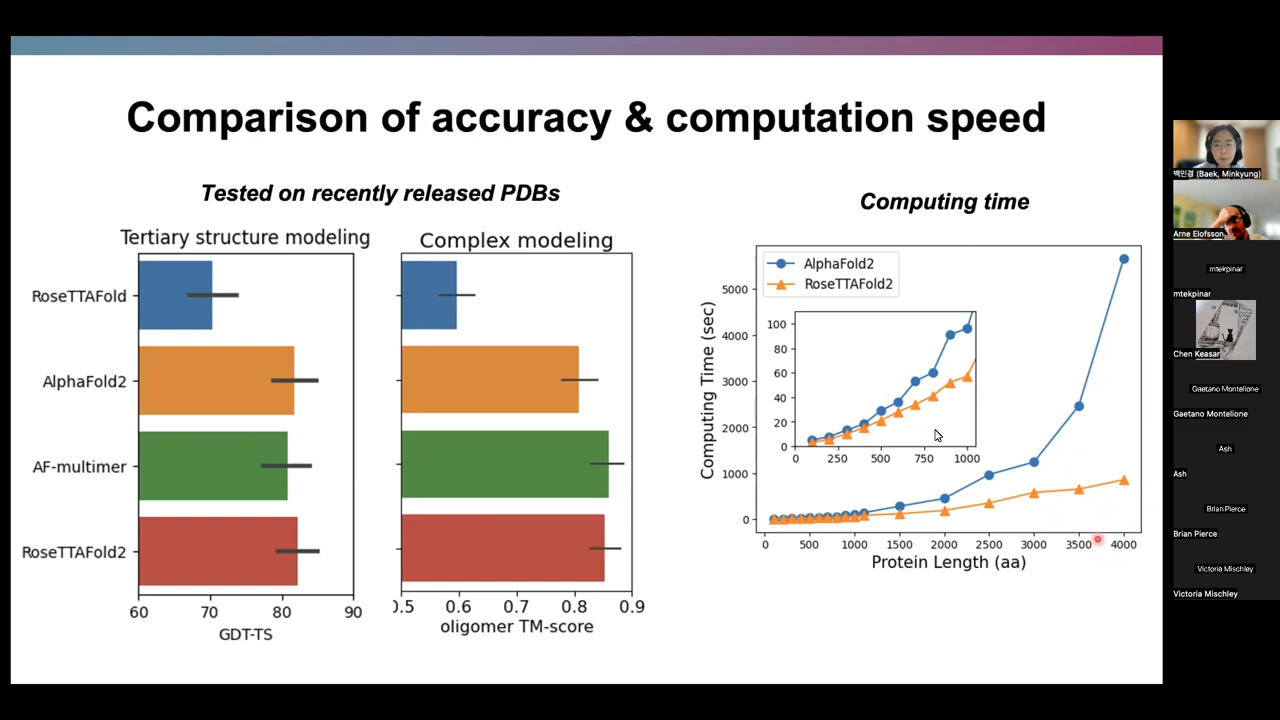 Comparison of accuracy & computation speed
Tested on recently released PDBs
Tertiary structure modeling
RoseTTAFold
AlphaFold2
AF-multimer
RoseTTAFold2
60 70 80 90
GDT-TS
Complex modeling
0.5 0.6 0.7 0.8 0.9
oligomer TM-score
Computing time
AlphaFold2
RoseTTAFold2
Computing Time (sec)
5000
4000
3000
2000
1000
0
100
80
60
40
20
0
0 250 500 750 1000
0 500 1000 1500 2000 2500 3000 3500 4000
Protein Length (aa)
백민경 (Baek, Minkyung)
Arne Elofsson
mtekpinar
mtekpinar
Chen Keasar
Gaetano Montelione
Gaetano Montelione
Ash
Ash
Brian Pierce
Brian Pierce
Victoria Mischley
Victoria Mischley